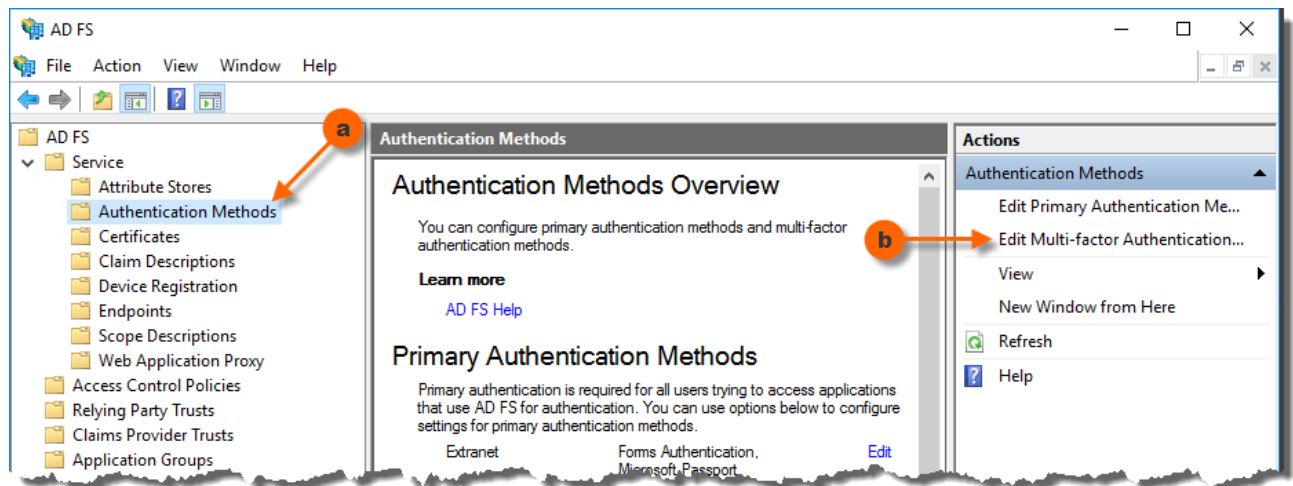 AD FS
File Action View Window Help
AD FS
Service
Attribute Stores
Authentication Methods
Certificates
Claim Descriptions
Device Registration
Endpoints
Scope Descriptions
Web Application Proxy
Access Control Policies
Relying Party Trusts
Claims Provider Trusts
Application Groups
a
Authentication Methods
Authentication Methods Overview
You can configure primary authentication methods and multi-factor
authentication methods.
Learn more
AD FS Help
Primary Authentication Methods
Primary authentication is required for all users trying to access applications
that use AD FS for authentication. You can use options below to configure
settings for primary authentication methods.
Extranet Forms Authentication, Edit
Microsoft Passport
b
Actions
Authentication Methods
Edit Primary Authentication Me...
Edit Multi-factor Authentication...
View
New Window from Here
Refresh
Help